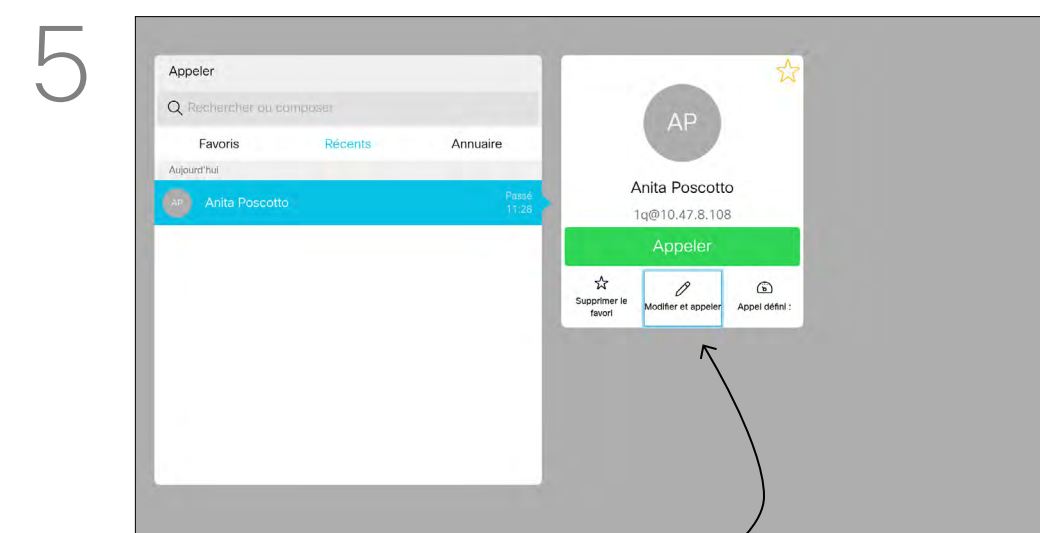 5
Appeler
Rechercher ou composer
Favoris Récents Annuaire
Aujourd'hui
AP Anita Poscotto Passé
11:28
AP
Anita Poscotto
1q@10.47.8.108
Appeler
Supprimer le
favori
Modifier et appeler
Appel défini :